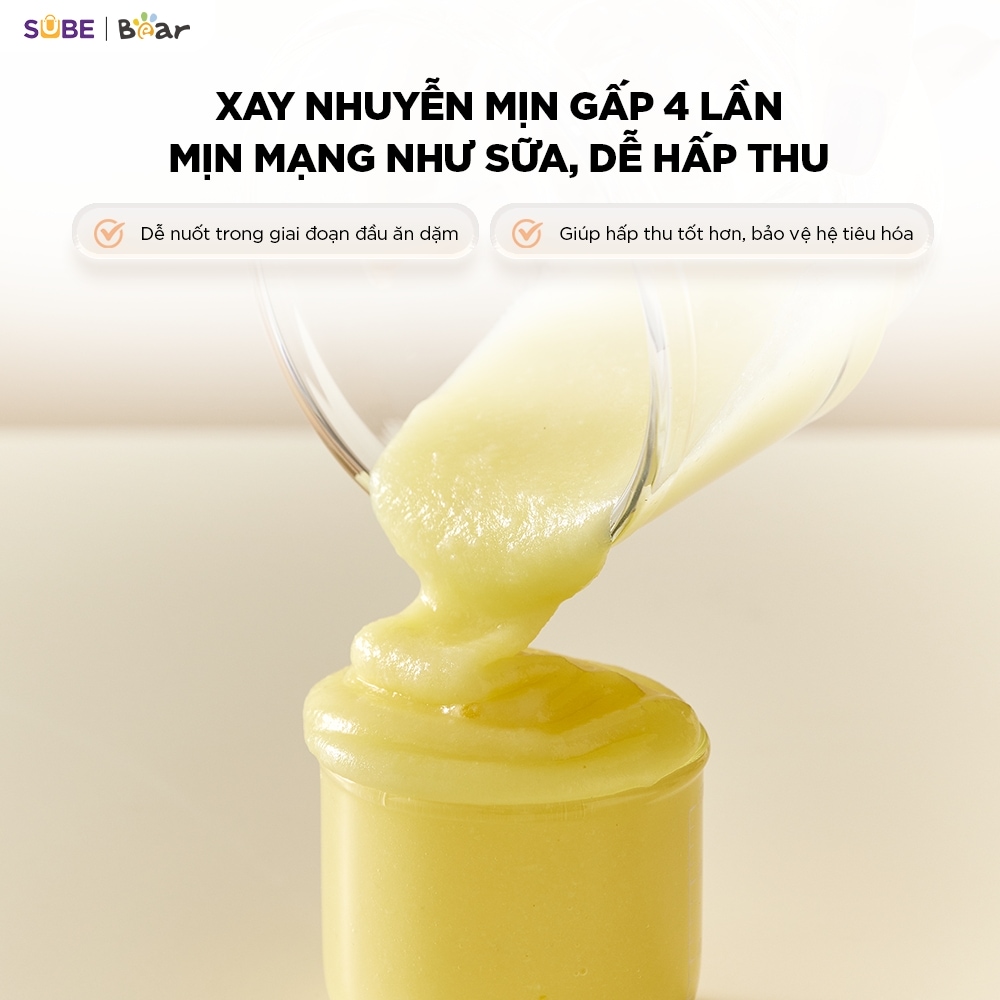 SUBE | Bear
XAY NHUYỄN MỊN GẤP 4 LẦN
MỊN MẠNG NHƯ SỮA, DỄ HẤP THU
Dễ nuốt trong giai đoạn đầu ăn dặm
Giúp hấp thu tốt hơn, bảo vệ hệ tiêu hóa